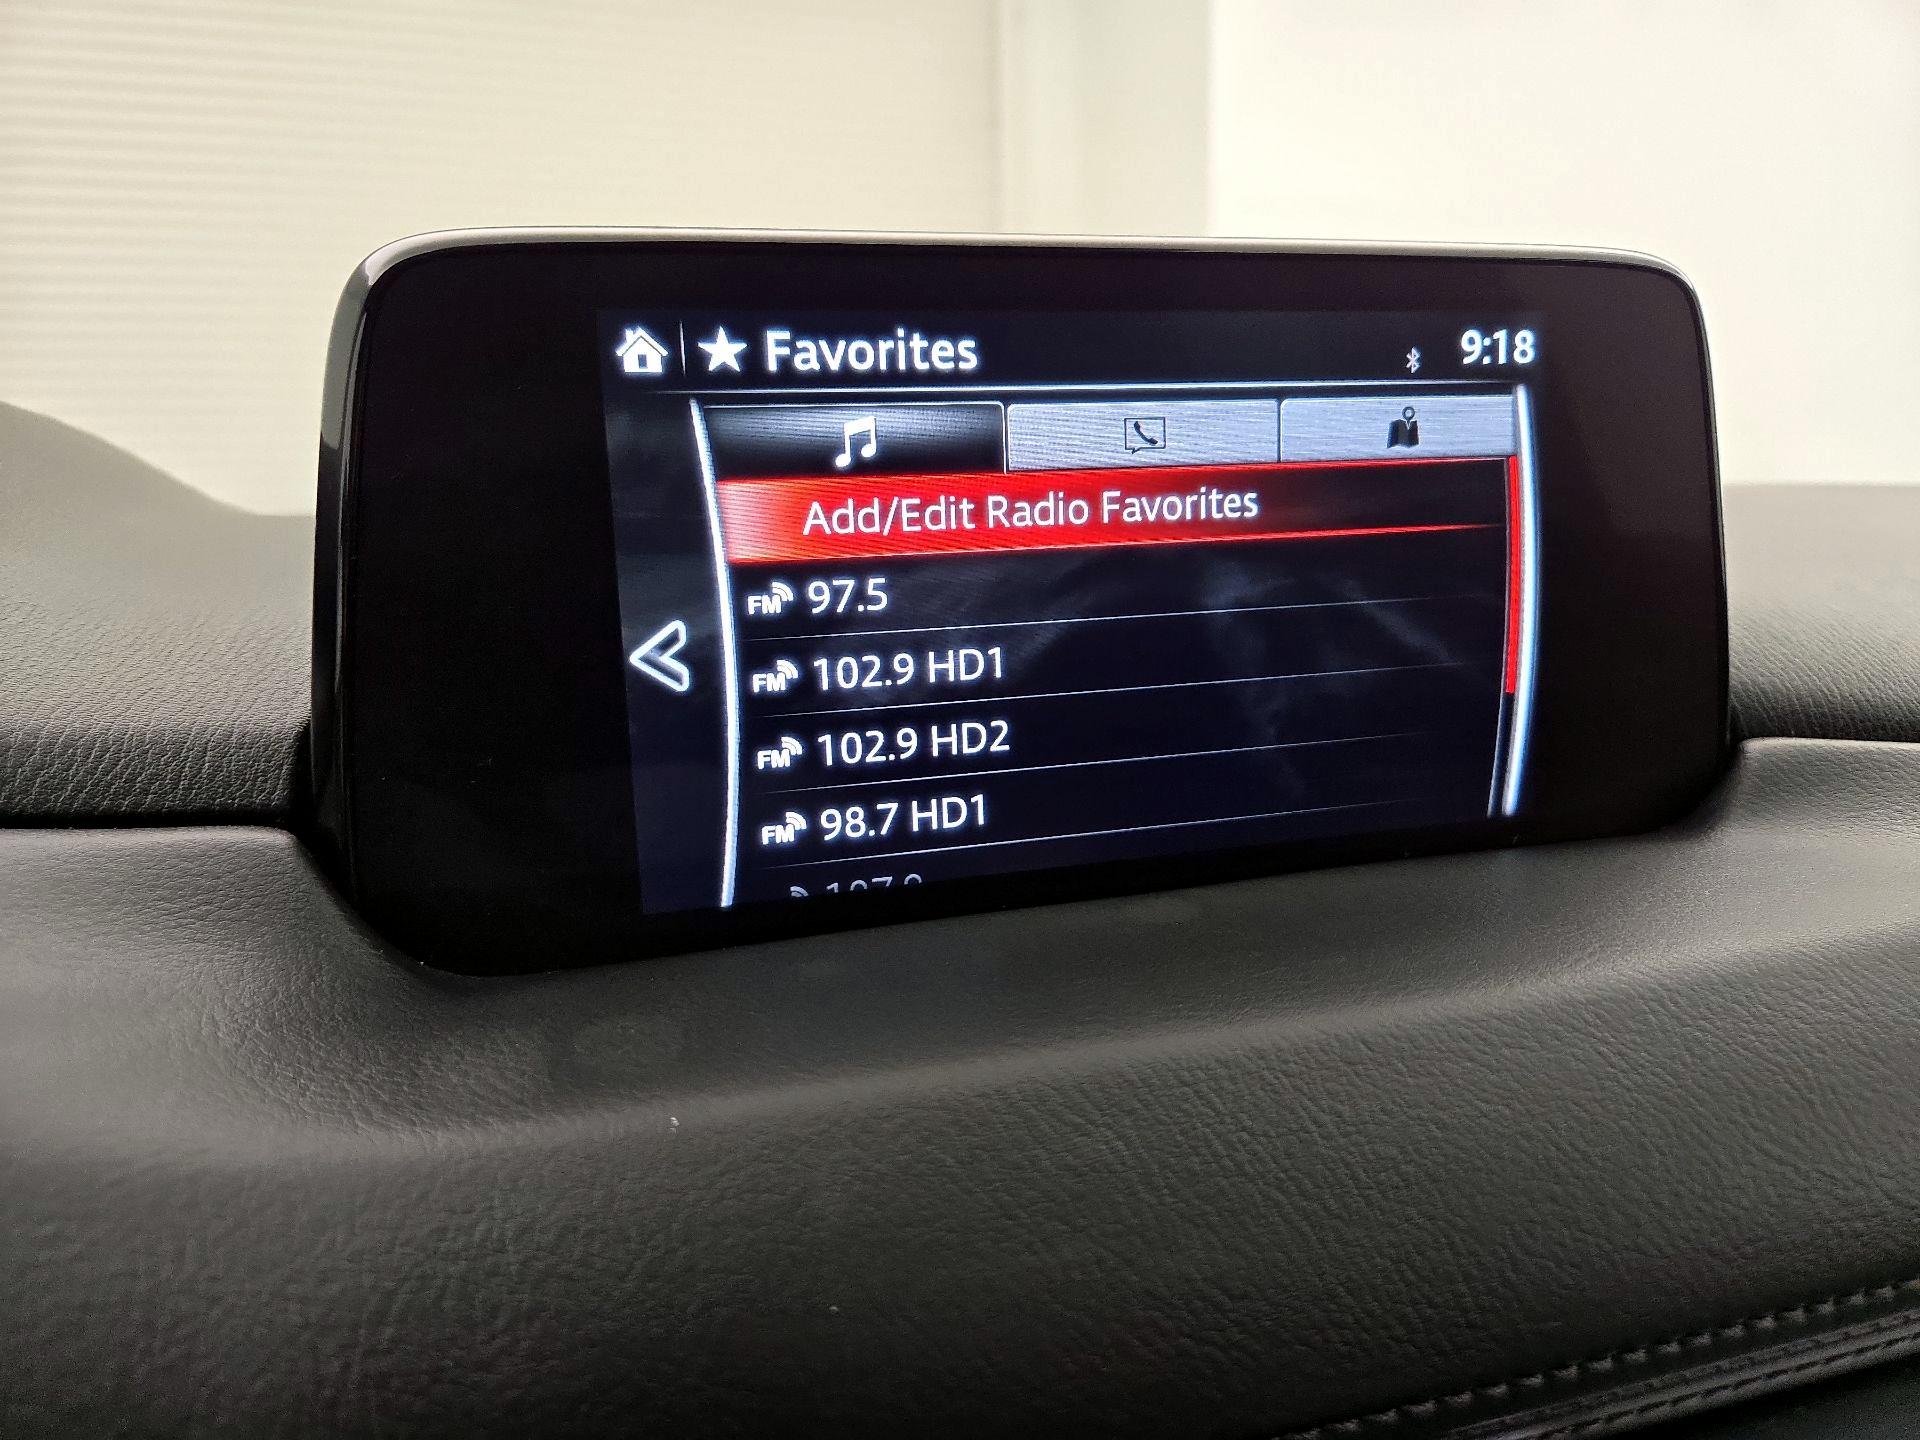 Favorites
9:18
Add/Edit Radio Favorites
FM 97.5
FM 102.9 HD1
FM 102.9 HD2
FM 98.7 HD1